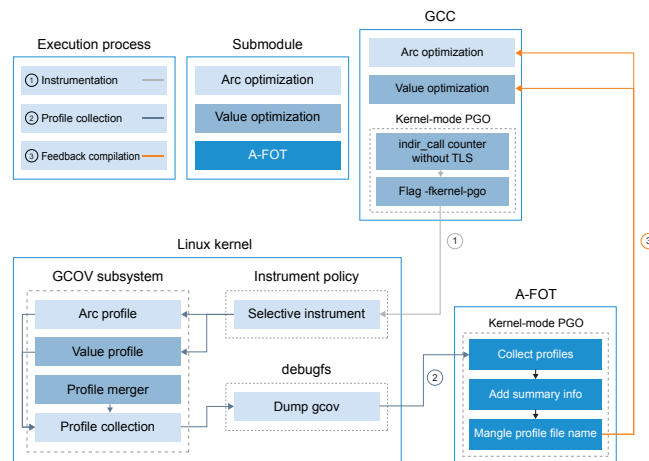 Execution process
① Instrumentation
② Profile collection
③ Feedback compilation
Submodule
Arc optimization
Value optimization
A-FOT
GCC
Arc optimization
Value optimization
Kernel-mode PGO
indir_call counter
without TLS
Flag -fkernel-pgo
①
③
Linux kernel
GCOV subsystem
Arc profile
Value profile
Profile merger
Profile collection
Instrument policy
Selective instrument
debugfs
Dump gcov
②
A-FOT
Kernel-mode PGO
Collect profiles
Add summary info
Mangle profile file name